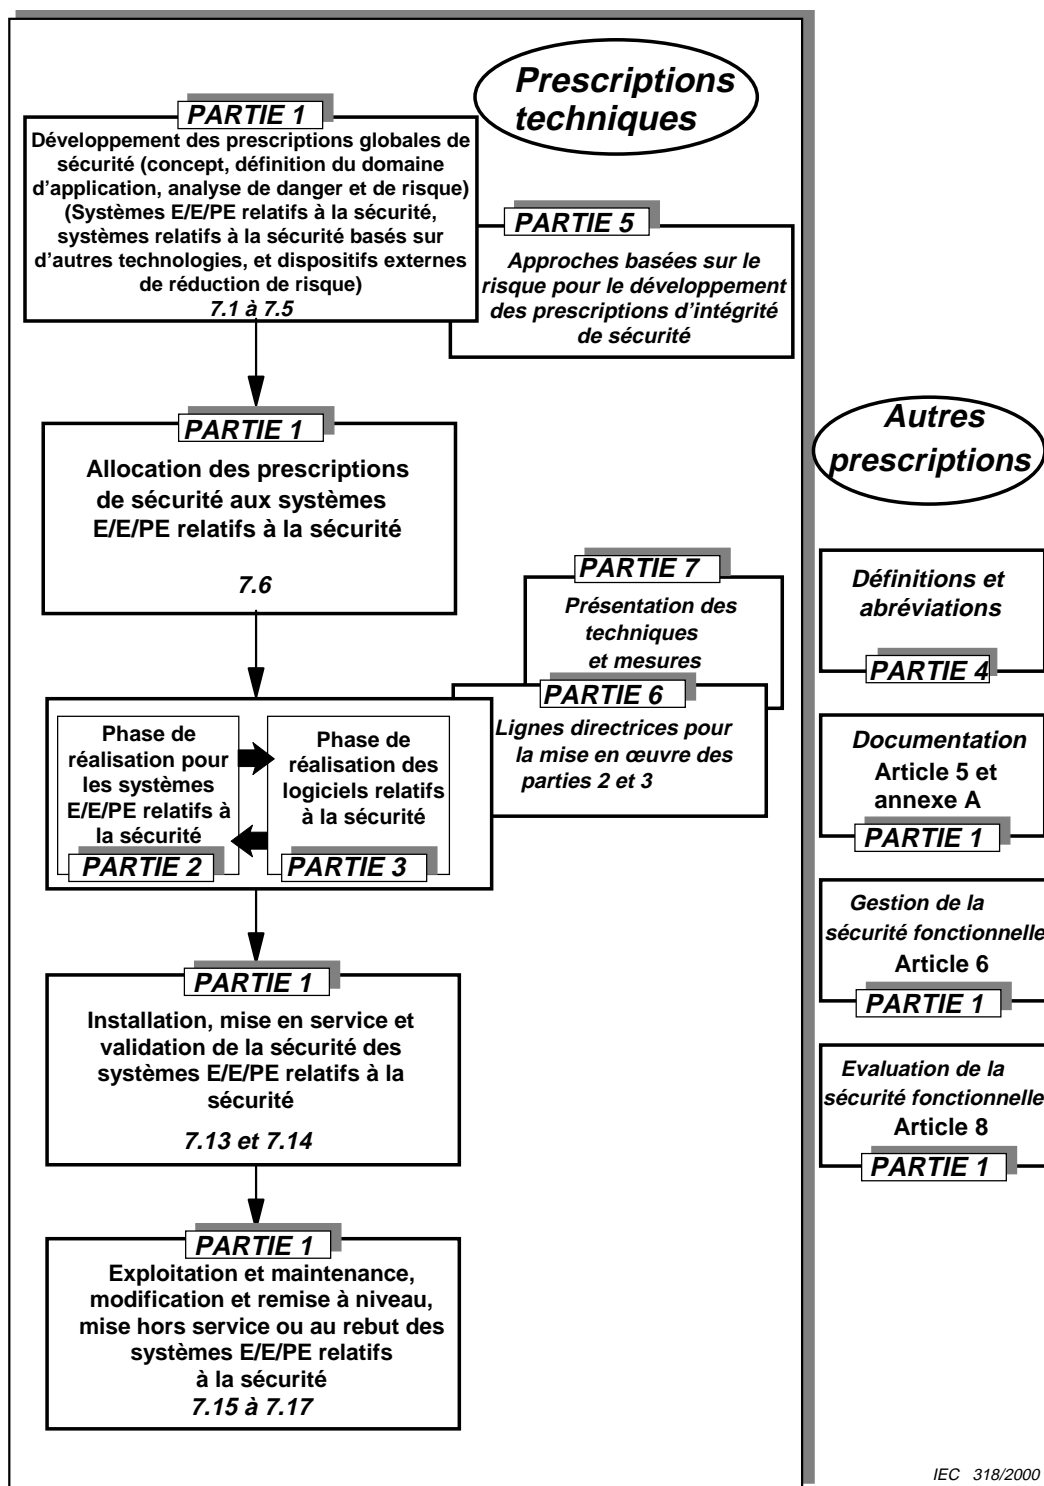 Prescriptions
techniques
PARTIE 1
Développement des prescriptions globales de
sécurité (concept, définition du domaine
d'application, analyse de danger et de risque)
(Systèmes E/E/PE relatifs à la sécurité,
systèmes relatifs à la sécurité basés sur
d'autres technologies, et dispositifs externes
de réduction de risque)
7.1 à 7.5
PARTIE 5
Approches basées sur le
risque pour le développement
des prescriptions d'intégrité
de sécurité
PARTIE 1
Allocation des prescriptions
de sécurité aux systèmes
E/E/PE relatifs à la sécurité
7.6
PARTIE 7
Présentation des
techniques
et mesures
PARTIE 6
Lignes directrices pour
la mise en œuvre des
parties 2 et 3
Phase de
réalisation pour
les systèmes
E/E/PE relatifs à
la sécurité
PARTIE 2
Phase de
réalisation des
logiciels relatifs
à la sécurité
PARTIE 3
PARTIE 1
Installation, mise en service et
validation de la sécurité des
systèmes E/E/PE relatifs à la
sécurité
7.13 et 7.14
PARTIE 1
Exploitation et maintenance,
modification et remise à niveau,
mise hors service ou au rebut des
systèmes E/E/PE relatifs
à la sécurité
7.15 à 7.17
Autres
prescriptions
Définitions et
abréviations
PARTIE 4
Documentation
Article 5 et
annexe A
PARTIE 1
Gestion de la
sécurité fonctionnelle
Article 6
PARTIE 1
Evaluation de la
sécurité fonctionnelle
Article 8
PARTIE 1
IEC 318/2000